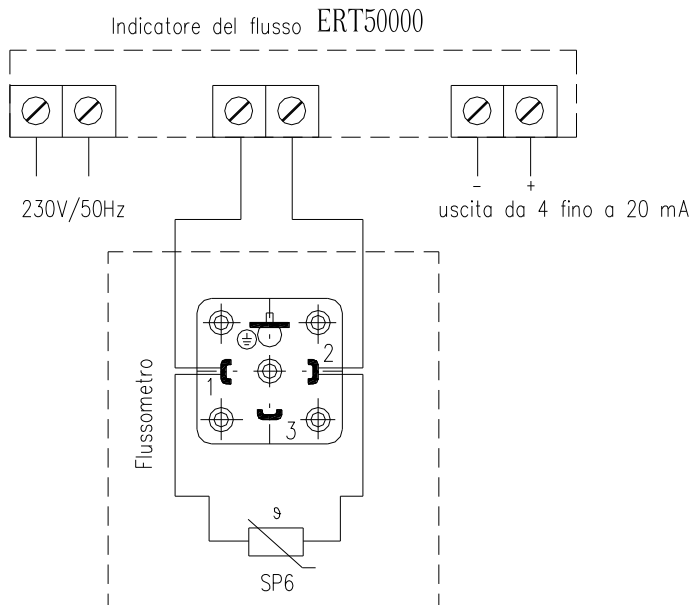 Indicatore del flusso ERT50000
230V/50Hz
- +
uscita da 4 fino a 20 mA
Flussometro
2
1
3
ϑ
SP6